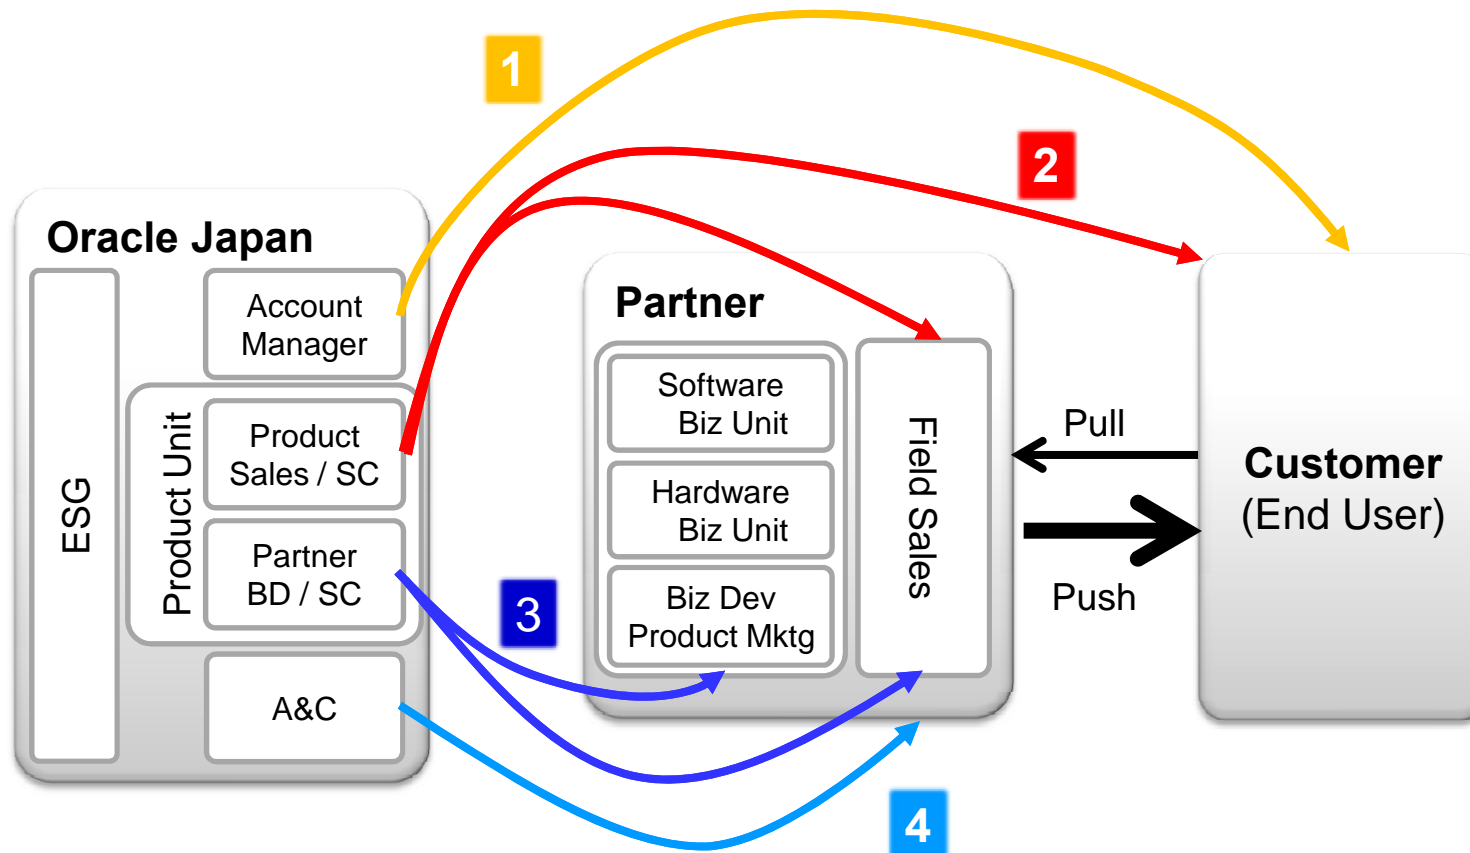 1
2
Oracle Japan
ESG
Account
Manager
Product Unit
Product
Sales / SC
Partner
BD / SC
A&C
3
4
Partner
Software
Biz Unit
Hardware
Biz Unit
Biz Dev
Product Mktg
Field Sales
Pull
Push
Customer
(End User)